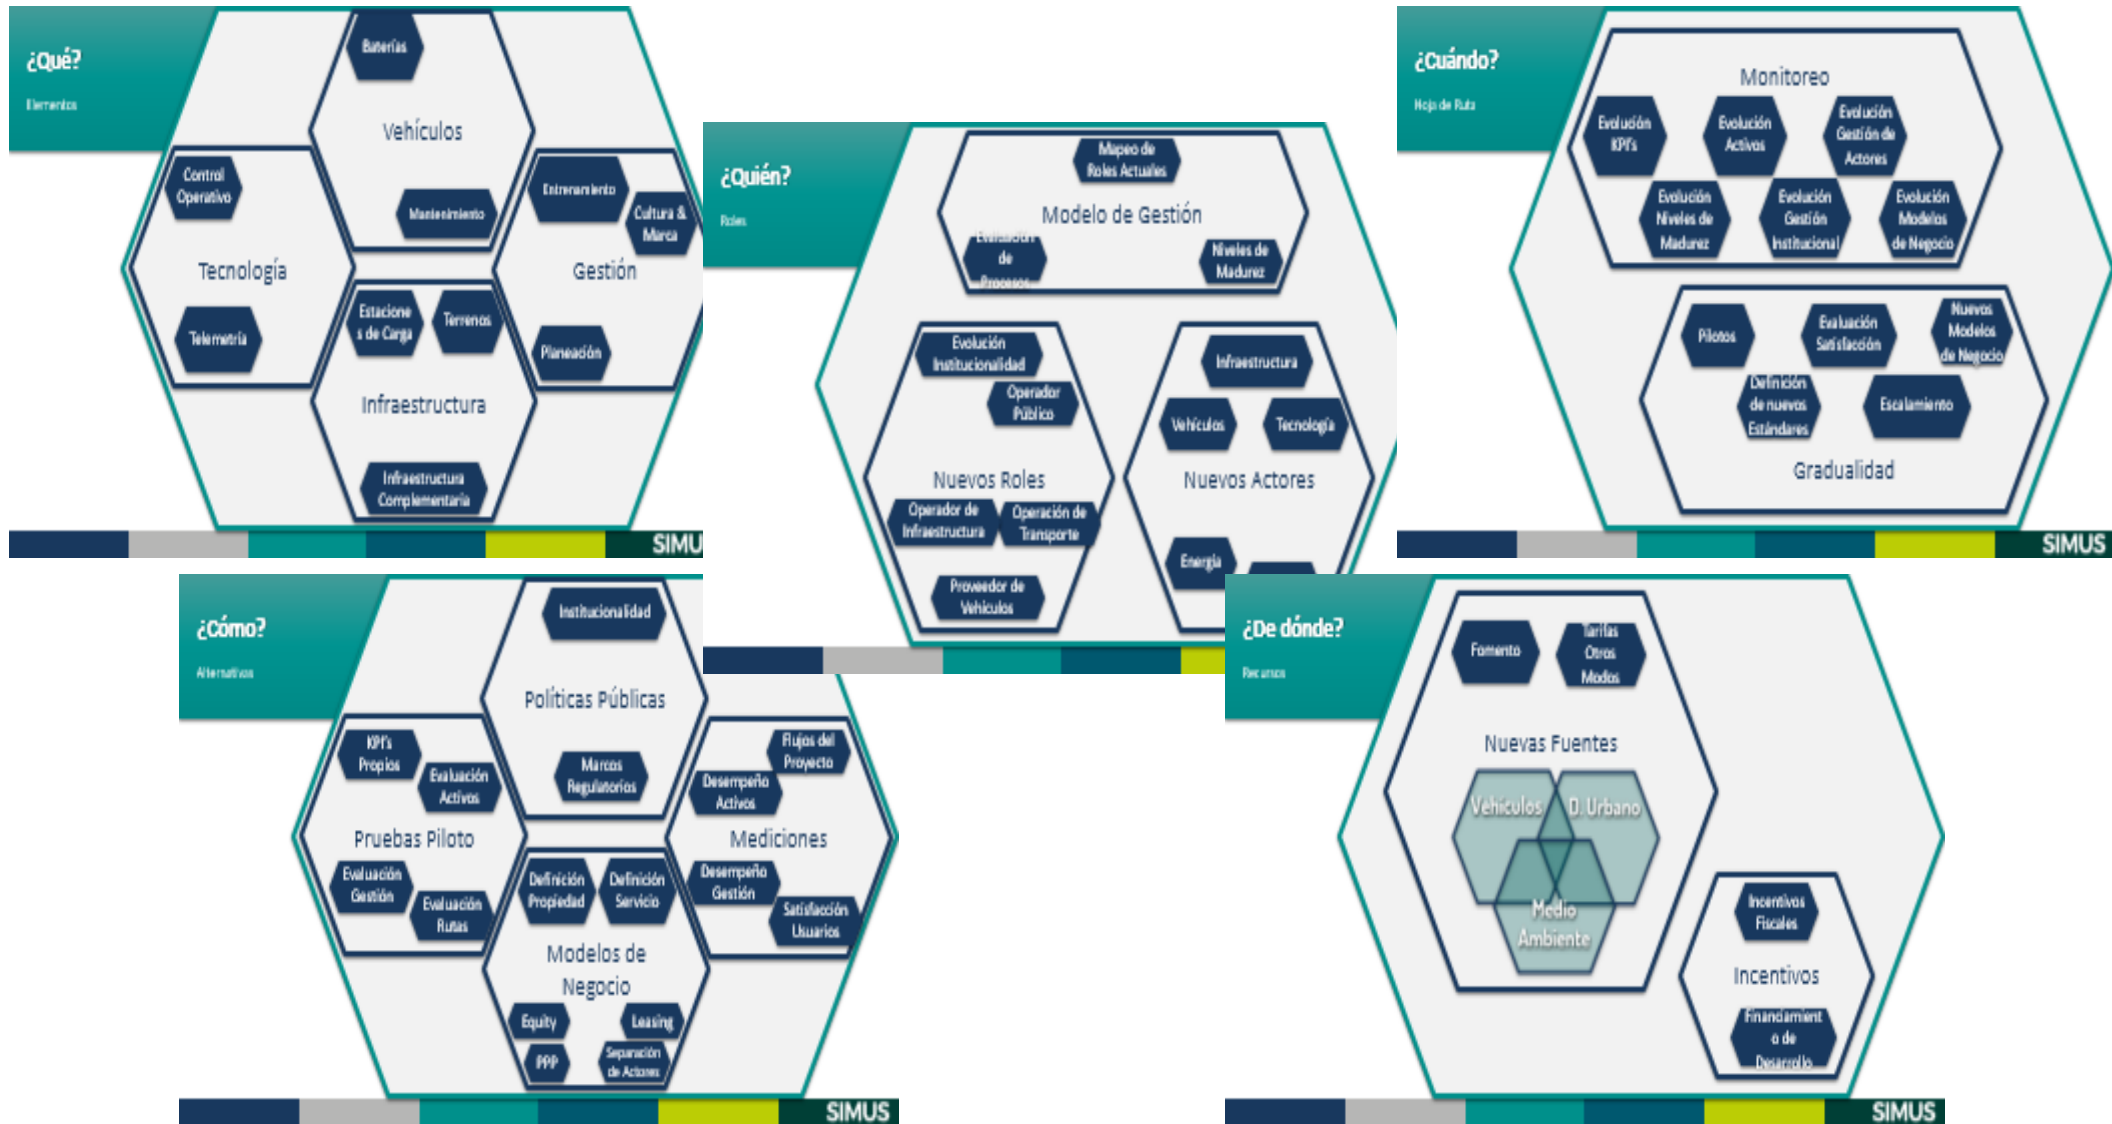 ¿Qué?
Elementos
Baterías
Vehículos
Mantenimiento
Control
Operativo
Tecnología
Telemetría
Entrenamiento
Cultura &
Marca
Gestión
Planeación
Estacione
s de Carga
Terrenos
Infraestructura
Infraestructura
Complementaria
SIMU
¿Quién?
Roles
Mapeo de
Roles Actuales
Modelo de Gestión
Evaluación
de
Procesos
Niveles de
Madurez
Evolución
Institucionalidad
Operador
Público
Nuevos Roles
Operador de
Infraestructura
Operación de
Transporte
Proveedor de
Vehículos
Infraestructura
Vehículos
Tecnología
Nuevos Actores
Energía
¿Cuándo?
Hoja de Ruta
Monitoreo
Evolución
KPI's
Evolución
Activos
Evolución
Gestión de
Actores
Evolución
Niveles de
Madurez
Evolución
Gestión
Institucional
Evolución
Modelos
de Negocio
Pilotos
Evaluación
Satisfacción
Nuevos
Modelos
de Negocio
Definición
de nuevos
Estándares
Escalamiento
Gradualidad
SIMUS
¿Cómo?
Alternativas
Institucionalidad
Políticas Públicas
Marcos
Regulatorios
KPI's
Propios
Evaluación
Activos
Pruebas Piloto
Evaluación
Gestión
Evaluación
Rutas
Flujos del
Proyecto
Desempeño
Activos
Mediciones
Desempeño
Gestión
Satisfacción
Usuarios
Definición
Propiedad
Definición
Servicio
Modelos de
Negocio
Equity
Leasing
PPP
Separación
de Actores
SIMUS
¿De dónde?
Recursos
Fomento
Tarifas
Otros
Modos
Nuevas Fuentes
Vehículos
D. Urbano
Medio
Ambiente
Incentivos
Fiscales
Incentivos
Financiamient
o de
Desarrollo
SIMUS